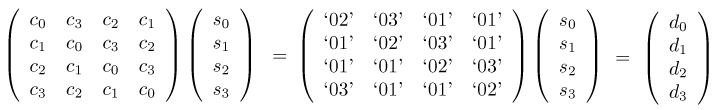 ( c₀ c₃ c₂ c₁ ) ( s₀ ) = ( ‘02’ ‘03’ ‘01’ ‘01’ ) ( s₀ ) = ( d₀ )
( c₁ c₀ c₃ c₂ ) ( s₁ ) ( ‘01’ ‘02’ ‘03’ ‘01’ ) ( s₁ ) ( d₁ )
( c₂ c₁ c₀ c₃ ) ( s₂ ) ( ‘01’ ‘01’ ‘02’ ‘03’ ) ( s₂ ) ( d₂ )
( c₃ c₂ c₁ c₀ ) ( s₃ ) ( ‘03’ ‘01’ ‘01’ ‘02’ ) ( s₃ ) ( d₃ )